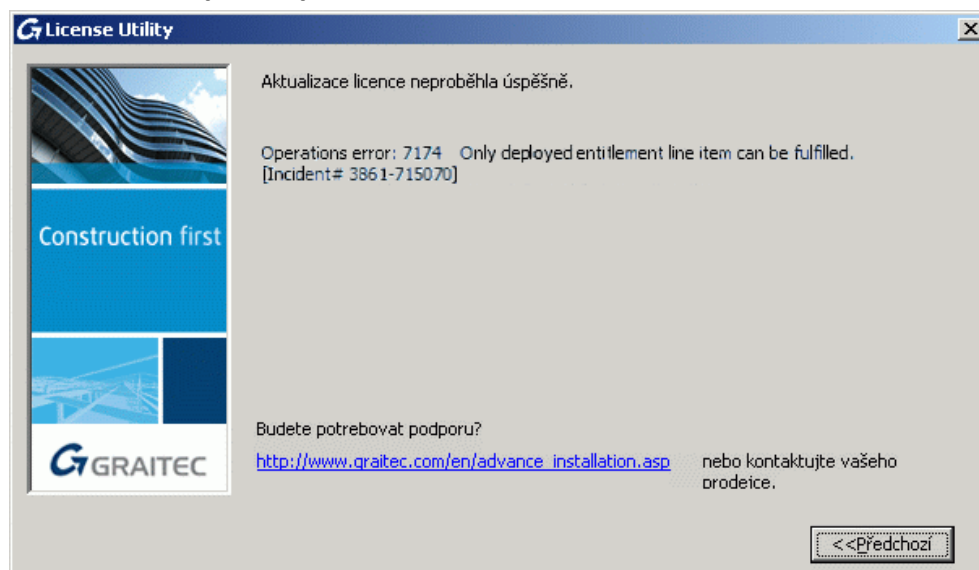 License Utility
Aktualizace licence neproběhla úspěšně.
Operations error: 7174 Only deployed entitlement line item can be fulfilled.
[Incident# 3861-715070]
Construction first
GRAITEC
Budete potrebovat podporu?
http://www.graitec.com/en/advance_installation.asp nebo kontaktujte vašeho
prodejce.
<<Předchozí